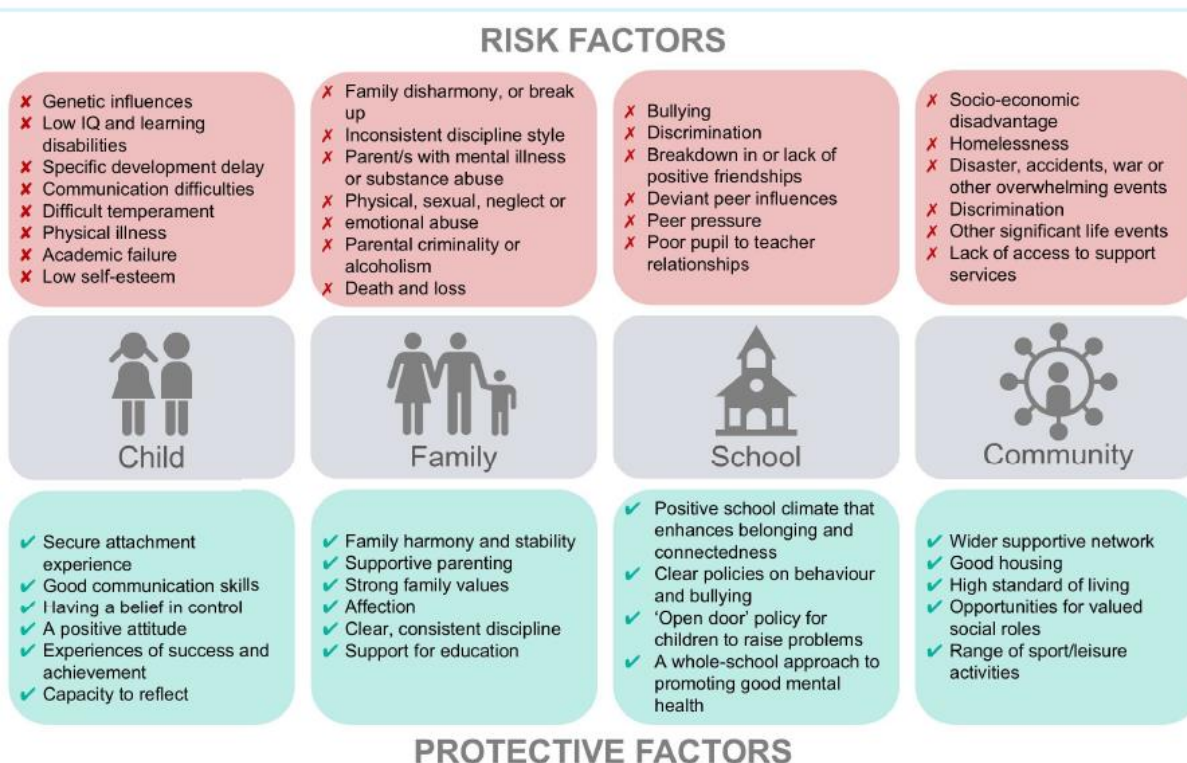 RISK FACTORS
✗ Genetic influences
✗ Low IQ and learning
disabilities
✗ Specific development delay
✗ Communication difficulties
✗ Difficult temperament
✗ Physical illness
✗ Academic failure
✗ Low self-esteem
✗ Family disharmony, or break
up
✗ Inconsistent discipline style
✗ Parent/s with mental illness
or substance abuse
✗ Physical, sexual, neglect or
✗ emotional abuse
✗ Parental criminality or
alcoholism
✗ Death and loss
✗ Bullying
✗ Discrimination
✗ Breakdown in or lack of
positive friendships
✗ Deviant peer influences
✗ Peer pressure
✗ Poor pupil to teacher
relationships
✗ Socio-economic
disadvantage
✗ Homelessness
✗ Disaster, accidents, war or
other overwhelming events
✗ Discrimination
✗ Other significant life events
✗ Lack of access to support
services
Child
Family
School
Community
✔ Secure attachment
experience
✔ Good communication skills
✔ Having a belief in control
✔ A positive attitude
✔ Experiences of success and
achievement
✔ Capacity to reflect
✔ Family harmony and stability
✔ Supportive parenting
✔ Strong family values
✔ Affection
✔ Clear, consistent discipline
✔ Support for education
✔ Positive school climate that
enhances belonging and
connectedness
✔ Clear policies on behaviour
and bullying
✔ ‘Open door’ policy for
children to raise problems
✔ A whole-school approach to
promoting good mental
health
✔ Wider supportive network
✔ Good housing
✔ High standard of living
✔ Opportunities for valued
social roles
✔ Range of sport/leisure
activities
PROTECTIVE FACTORS